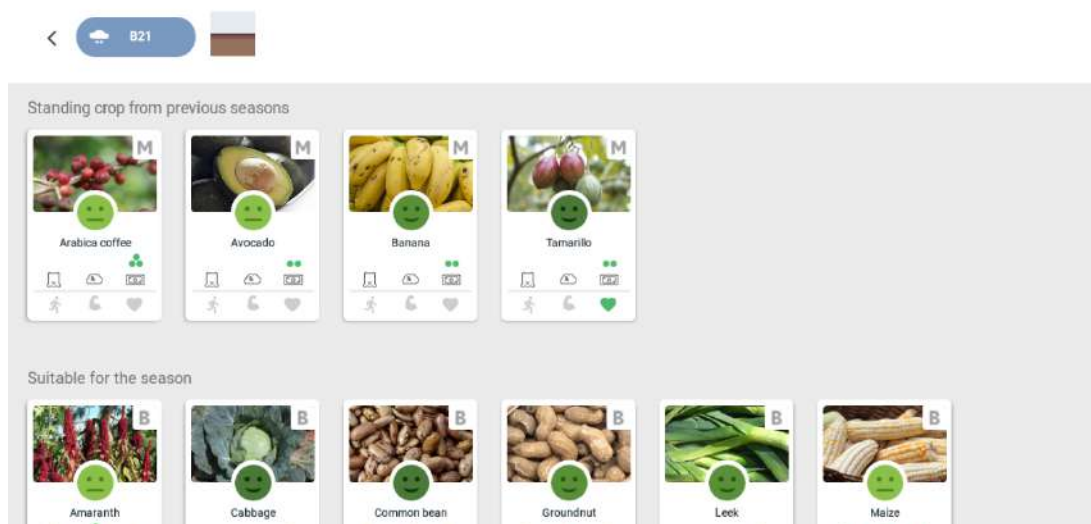 B21
Standing crop from previous seasons
M M M M
Arabica coffee Avocado Banana Tamarillo
Suitable for the season
B B B B B B
Amaranth Cabbage Common bean Groundnut Leek Maize